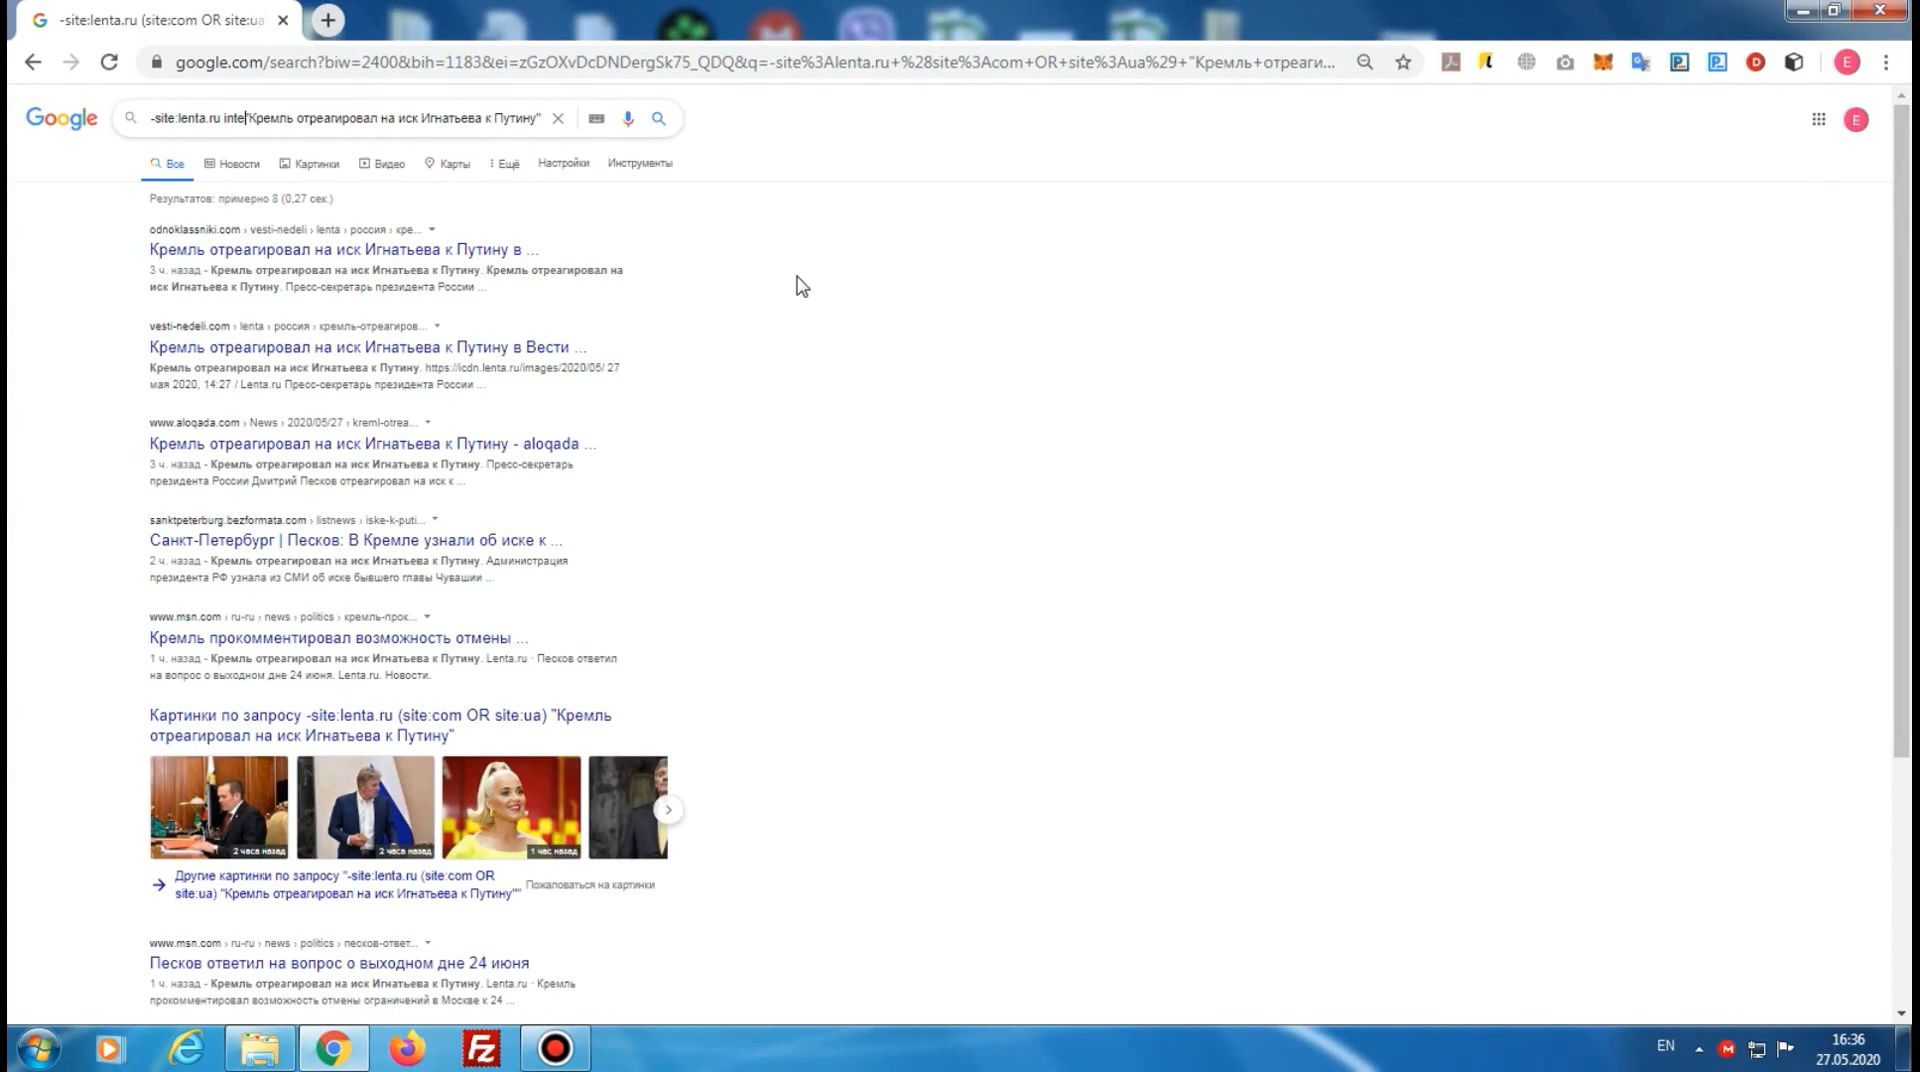 -site:lenta.ru (site:com OR site:ua
google.com/search?biw=2400&bih=1183&ei=zGzOXvDcDNDergSk75_QDQ&q=-site%3Alenta.ru+%28site%3Acom+OR+site%3Aua%29+"Кремль+отреаги...
Google
-site:lenta.ru inte"Кремль отреагировал на иск Игнатьева к Путину"
E
Все
Новости
Картинки
Видео
Карты
Ещё
Настройки
Инструменты
Результатов: примерно 8 (0,27 сек.)
odnoklassniki.com › vesti-nedeli › lenta › россия › кре...
Кремль отреагировал на иск Игнатьева к Путину в ...
3 ч. назад - Кремль отреагировал на иск Игнатьева к Путину. Кремль отреагировал на
иск Игнатьева к Путину. Пресс-секретарь президента России ...
vesti-nedeli.com › lenta › россия › кремль-отреагиров...
Кремль отреагировал на иск Игнатьева к Путину в Вести ...
Кремль отреагировал на иск Игнатьева к Путину. https://icdn.lenta.ru/images/2020/05/ 27
мая 2020, 14:27 / Lenta.ru Пресс-секретарь президента России ...
www.aloqada.com › News › 2020/05/27 › kreml-otrea...
Кремль отреагировал на иск Игнатьева к Путину - aloqada ...
3 ч. назад - Кремль отреагировал на иск Игнатьева к Путину. Пресс-секретарь
президента России Дмитрий Песков отреагировал на иск к ...
sanktpeterburg.bezformata.com › listnews › iske-k-puti...
Санкт-Петербург | Песков: В Кремле узнали об иске к ...
2 ч. назад - Кремль отреагировал на иск Игнатьева к Путину. Администрация
президента РФ узнала из СМИ об иске бывшего главы Чувашии ...
www.msn.com › ru-ru › news › politics › кремль-прок...
Кремль прокомментировал возможность отмены ...
1 ч. назад - Кремль отреагировал на иск Игнатьева к Путину. Lenta.ru · Песков ответил
на вопрос о выходном дне 24 июня. Lenta.ru. Новости.
Картинки по запросу -site:lenta.ru (site:com OR site:ua) "Кремль
отреагировал на иск Игнатьева к Путину"
2 часа назад
2 часа назад
1 час назад
Другие картинки по запросу "-site:lenta.ru (site:com OR
site:ua) "Кремль отреагировал на иск Игнатьева к Путину""
Пожаловаться на картинки
www.msn.com › ru-ru › news › politics › песков-ответ...
Песков ответил на вопрос о выходном дне 24 июня
1 ч. назад - Кремль отреагировал на иск Игнатьева к Путину. Lenta.ru · Кремль
прокомментировал возможность отмены ограничений в Москве к 24 ...
EN
16:36
27.05.2020